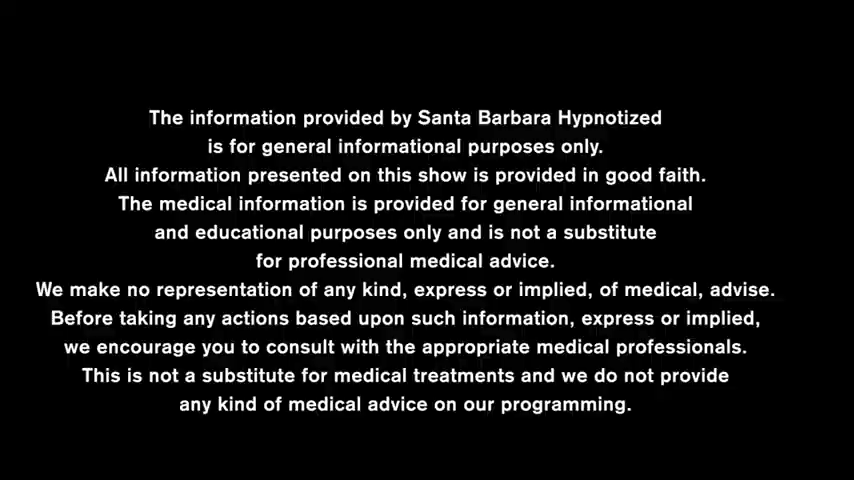 The information provided by Santa Barbara Hypnotized
is for general informational purposes only.
All information presented on this show is provided in good faith.
The medical information is provided for general informational
and educational purposes only and is not a substitute
for professional medical advice.
We make no representation of any kind, express or implied, of medical, advise.
Before taking any actions based upon such information, express or implied,
we encourage you to consult with the appropriate medical professionals.
This is not a substitute for medical treatments and we do not provide
any kind of medical advice on our programming.